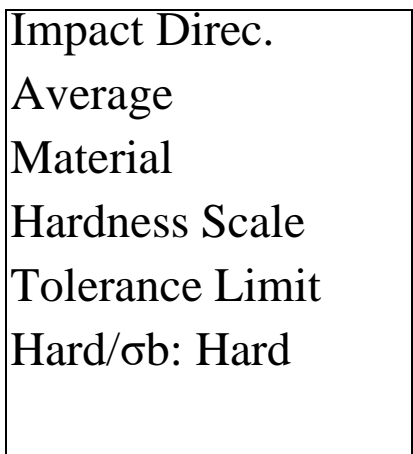 Impact Direc.
Average
Material
Hardness Scale
Tolerance Limit
Hard/σb: Hard